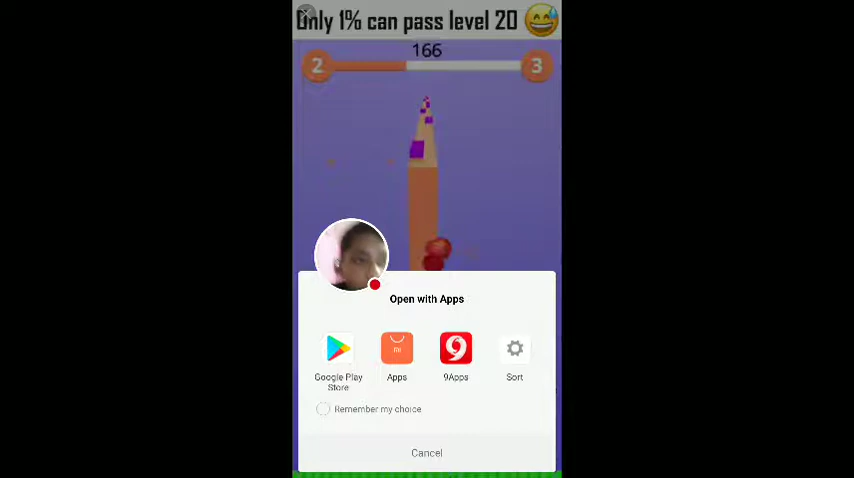 Only 1% can pass level 20 😅
166
2 3
Open with Apps
mi
Google Play Store
Apps
9Apps
Sort
Remember my choice
Cancel